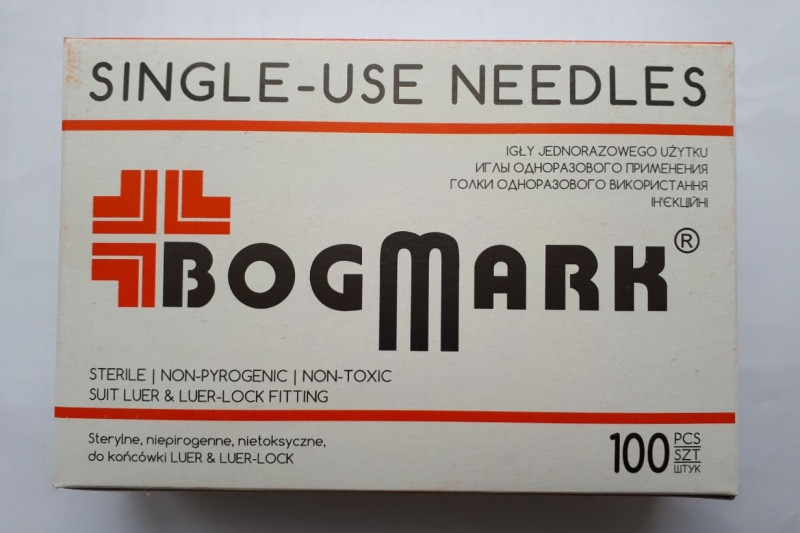 SINGLE-USE NEEDLES
IGŁY JEDNORAZOWEGO UŻYTKU
ИГЛЫ ОДНОРАЗОВОГО ПРИМЕНЕНИЯ
ГОЛКИ ОДНОРАЗОВОГО ВИКОРИСТАННЯ
ІН'ЄКЦІЙНІ
BOGMARK®
STERILE | NON-PYROGENIC | NON-TOXIC
SUIT LUER & LUER-LOCK FITTING
Sterylne, niepirogenne, nietoksyczne,
do końcówki LUER & LUER-LOCK
100 PCS
SZT
ШТУК